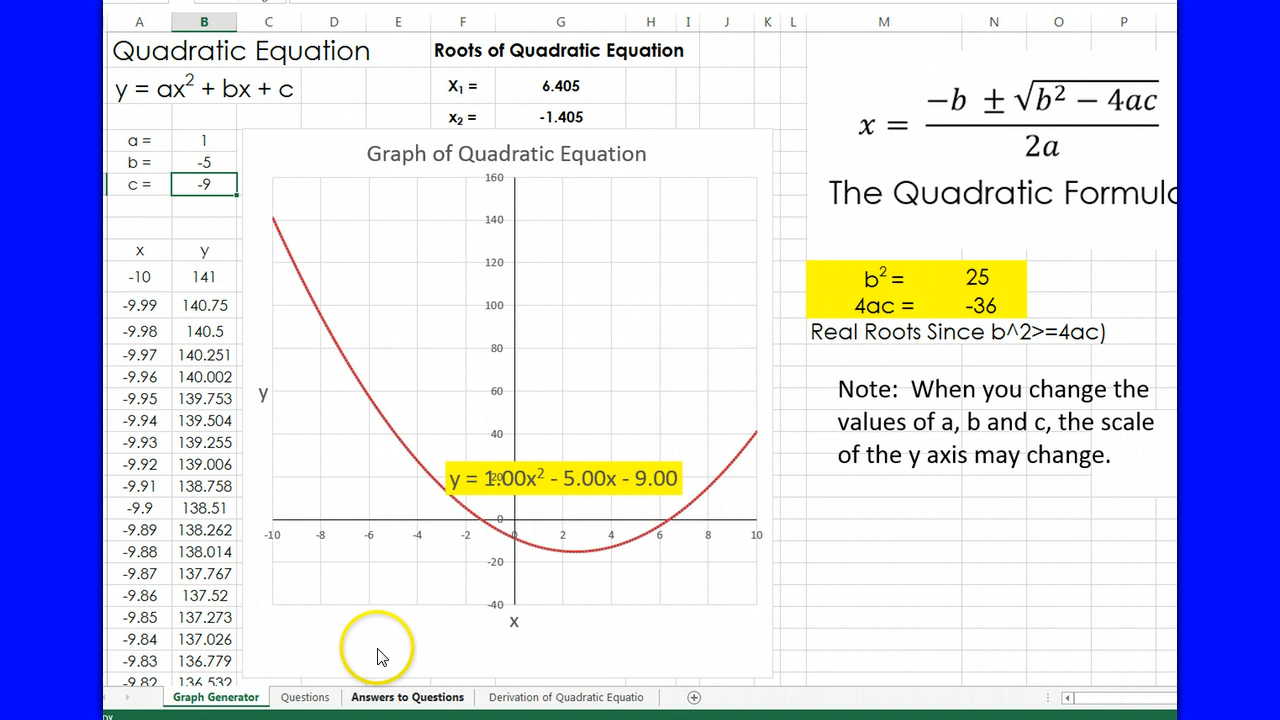 A B C D E F G H I J K L M N O P
Quadratic Equation
y = ax² + bx + c
Roots of Quadratic Equation
X₁ = 6.405
x₂ = -1.405
a = 1
b = -5
c = -9
x y
-10 141
-9.99 140.75
-9.98 140.5
-9.97 140.251
-9.96 140.002
-9.95 139.753
-9.94 139.504
-9.93 139.255
-9.92 139.006
-9.91 138.758
-9.9 138.51
-9.89 138.262
-9.88 138.014
-9.87 137.767
-9.86 137.52
-9.85 137.273
-9.84 137.026
-9.83 136.779
-9.82 136.532
Graph of Quadratic Equation
160
140
120
100
80
60
40
20
0
-20
-40
y
y = 1.00x² - 5.00x - 9.00
-10 -8 -6 -4 -2 0 2 4 6 8 10
x
x = −b ± √b² − 4ac / 2a
The Quadratic Formula
b² = 25
4ac = -36
Real Roots Since b^2>=4ac)
Note: When you change the
values of a, b and c, the scale
of the y axis may change.
Graph Generator Questions Answers to Questions Derivation of Quadratic Equatio